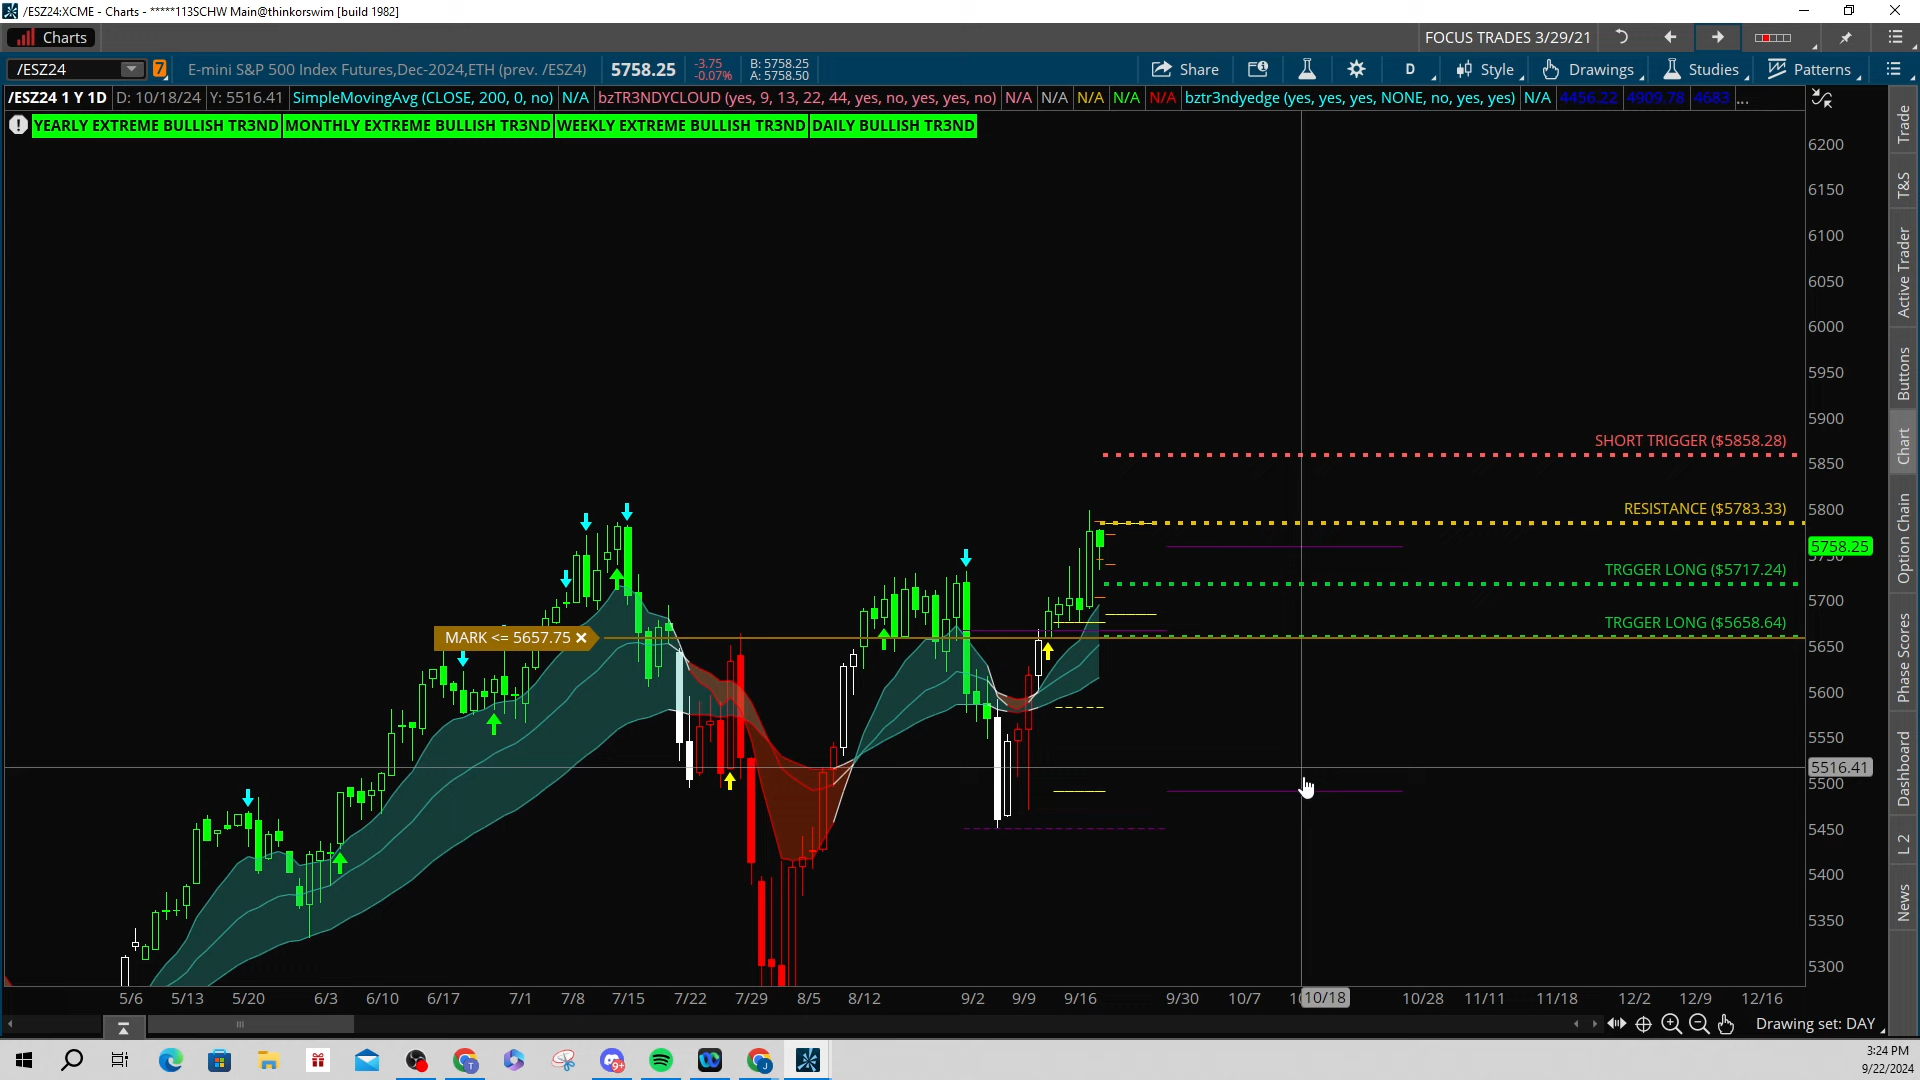 /ESZ24:XCME - Charts - *****113SCHW Main@thinkorswim [build 1982]
Charts
FOCUS TRADES 3/29/21
/ESZ24
7
E-mini S&P 500 Index Futures,Dec-2024,ETH (prev. /ESZ4)
5758.25
-3.75
-0.07%
B: 5758.25
A: 5758.50
Share
D
Style
Drawings
Studies
Patterns
/ESZ24 1 Y 1D
D: 10/18/24
Y: 5516.41
SimpleMovingAvg (CLOSE, 200, 0, no)
N/A
bzTR3NDYCLOUD (yes, 9, 13, 22, 44, yes, no, yes, yes, no)
N/A
N/A
N/A
N/A
N/A
bztr3ndyedge (yes, yes, yes, NONE, no, yes, yes)
N/A
4456.22
4909.78
4683
...
YEARLY EXTREME BULLISH TR3ND
MONTHLY EXTREME BULLISH TR3ND
WEEKLY EXTREME BULLISH TR3ND
DAILY BULLISH TR3ND
6200
6150
6100
6050
6000
5950
5900
SHORT TRIGGER ($5858.28)
5850
RESISTANCE ($5783.33)
5800
5758.25
TRGGER LONG ($5717.24)
5700
TRGGER LONG ($5658.64)
MARK <= 5657.75
5650
5600
5550
5516.41
5500
5450
5400
5350
5300
5/6
5/13
5/20
6/3
6/10
6/17
7/1
7/8
7/15
7/22
7/29
8/5
8/12
9/2
9/9
9/16
9/30
10/7
10/18
10/28
11/11
11/18
12/2
12/9
12/16
Drawing set: DAY
Trade
T&S
Active Trader
Buttons
Chart
Option Chain
Phase Scores
Dashboard
L 2
News
9+
T
J
3:24 PM
9/22/2024